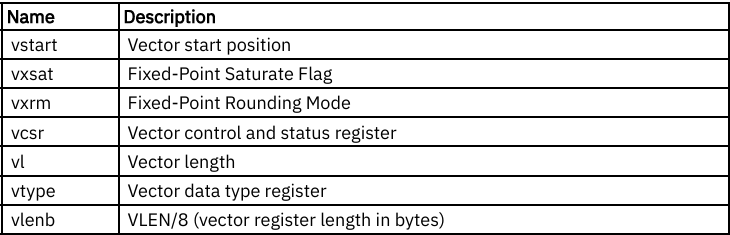 Name Description
vstart Vector start position
vxsat Fixed-Point Saturate Flag
vxrm Fixed-Point Rounding Mode
vcsr Vector control and status register
vl Vector length
vtype Vector data type register
vlenb VLEN/8 (vector register length in bytes)